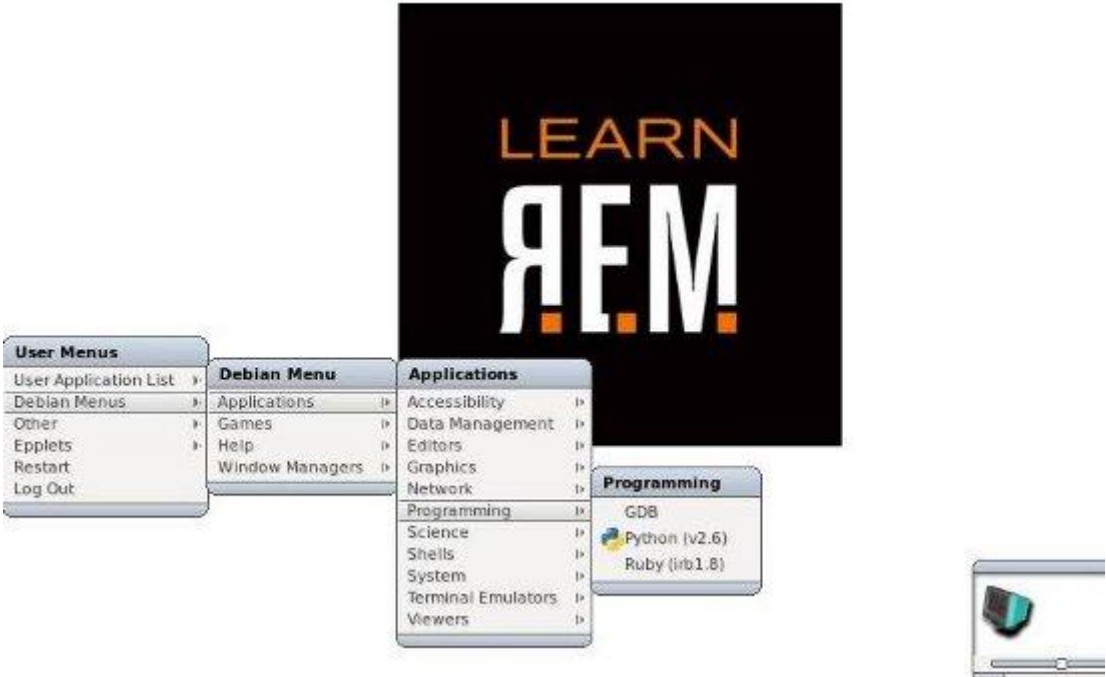 LEARN
R.E.M.
User Menus
User Application List
Debian Menus
Other
Epplets
Restart
Log Out
Debian Menu
Applications
Games
Help
Window Managers
Applications
Accessibility
Data Management
Editors
Graphics
Network
Programming
Science
Shells
System
Terminal Emulators
Viewers
Programming
GDB
Python (v2.6)
Ruby (irb1.8)